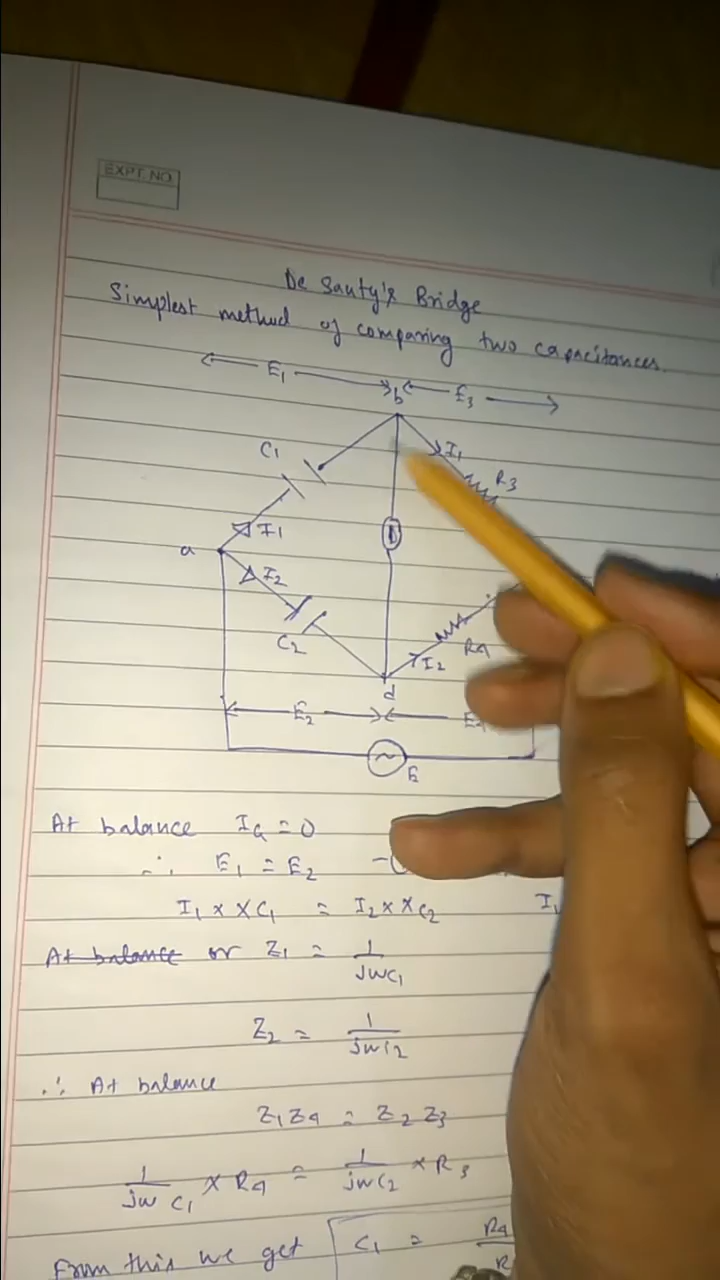 EXPT. NO.
De Sauty's Bridge
Simplest method of comparing two capacitances.
E1 b E3
C1 I1 R3
a I1
I2
C2 I2 R4
d
E2
E
At balance IG = 0
∴ E1 = E2
I1 × XC1 = I2 × XC2 I1
At balance or Z1 = 1/jωC1
Z2 = 1/jωC2
∴ At balance
Z1Z4 = Z2Z3
1/jωC1 × R4 = 1/jωC2 × R3
From this we get C1 = R4/R